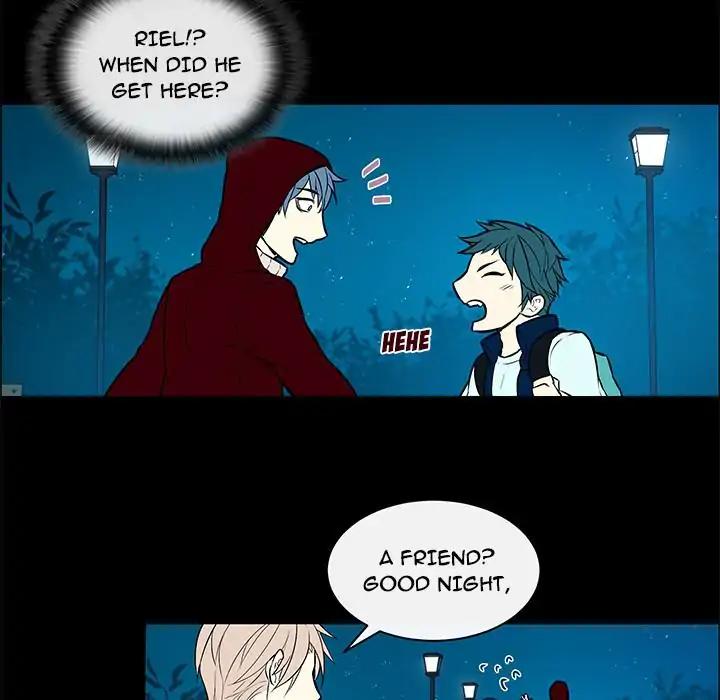 RIEL!?
WHEN DID HE
GET HERE?
HEHE
A FRIEND?
GOOD NIGHT,